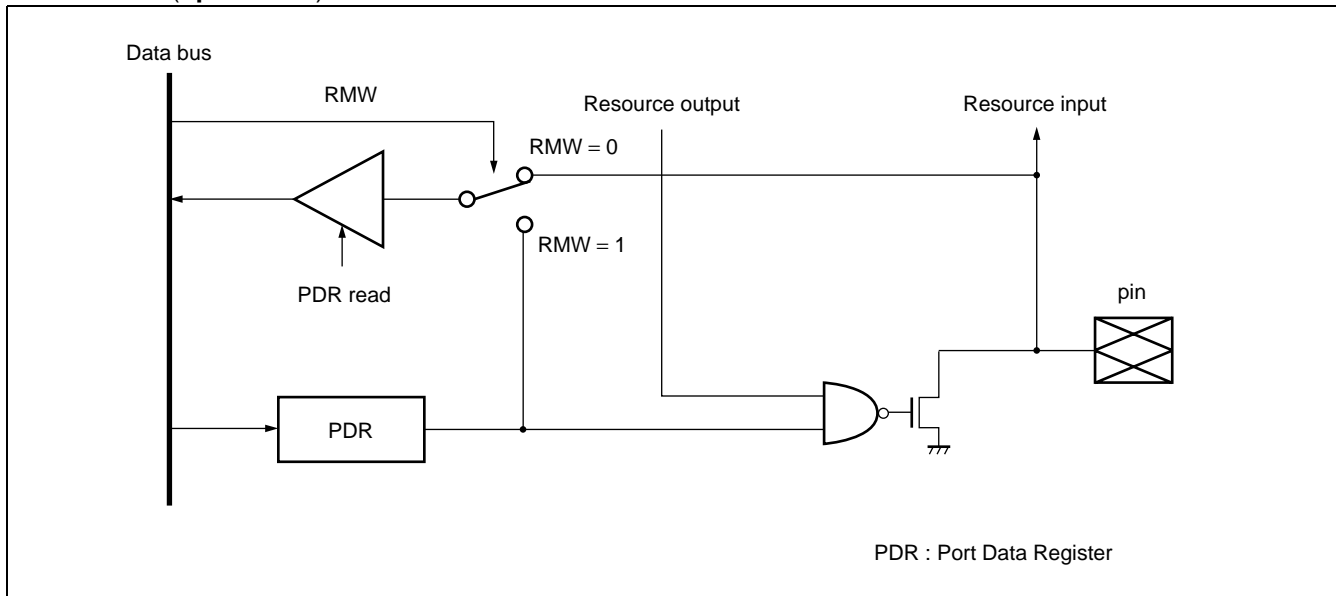 Data bus
RMW
Resource output
Resource input
RMW = 0
RMW = 1
PDR read
pin
PDR
PDR : Port Data Register